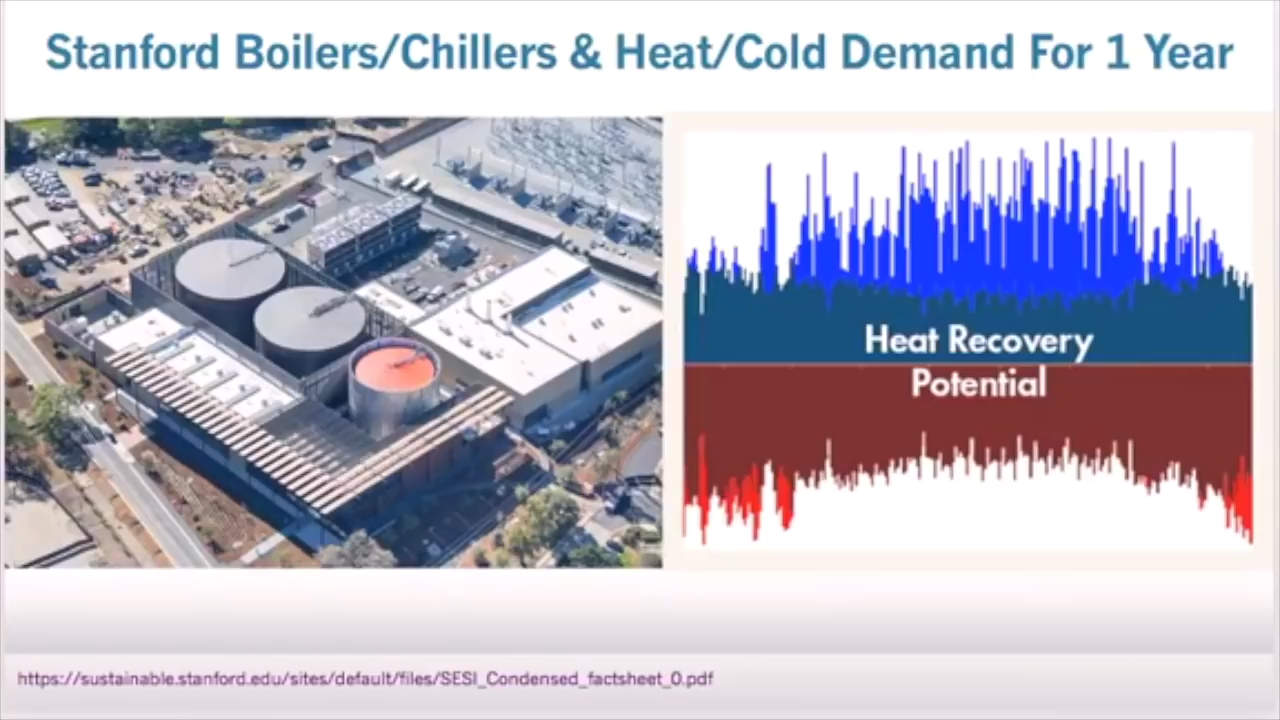 Stanford Boilers/Chillers & Heat/Cold Demand For 1 Year
Heat Recovery
Potential
https://sustainable.stanford.edu/sites/default/files/SESI_Condensed_factsheet_0.pdf